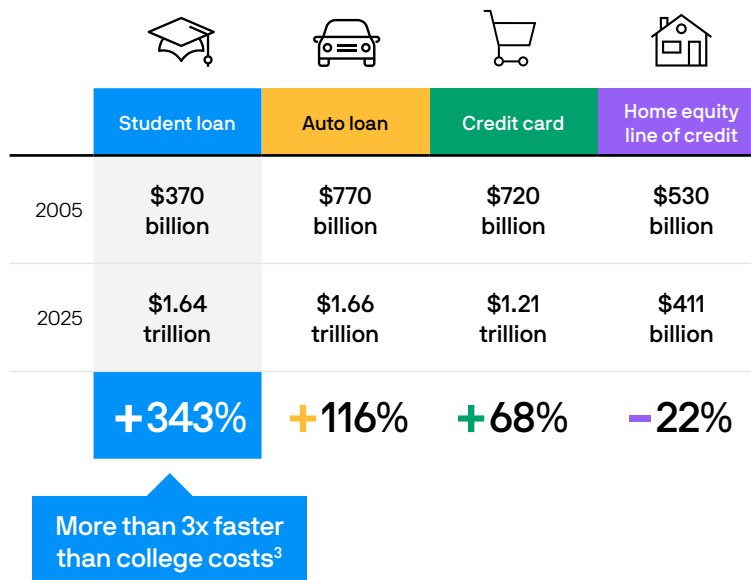 Student loan
Auto loan
Credit card
Home equity
line of credit
2005
$370
billion
$770
billion
$720
billion
$530
billion
2025
$1.64
trillion
$1.66
trillion
$1.21
trillion
$411
billion
+343%
+116%
+68%
-22%
More than 3x faster
than college costs³